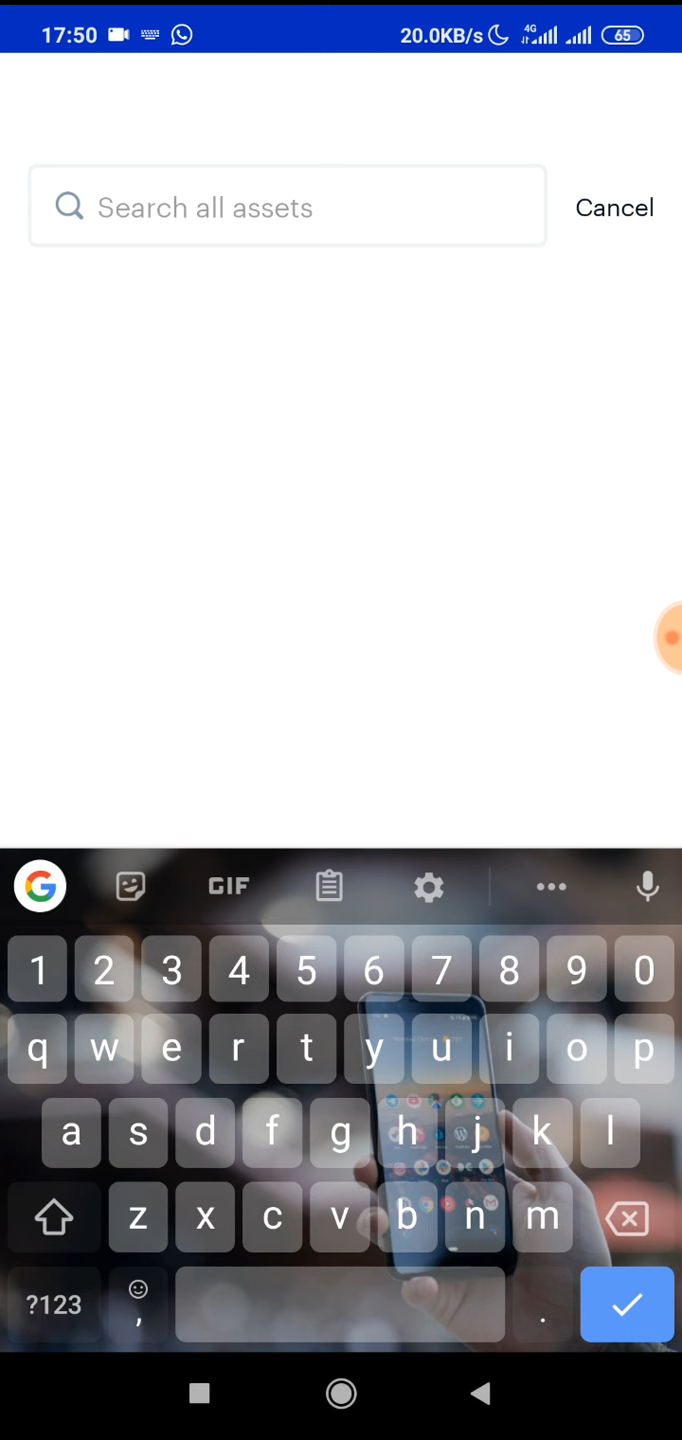 17:50 20.0KB/s 4G 65
Search all assets Cancel
GIF
1 2 3 4 5 6 7 8 9 0
q w e r t y u i o p
a s d f g h j k l
z x c v b n m
?123 , .